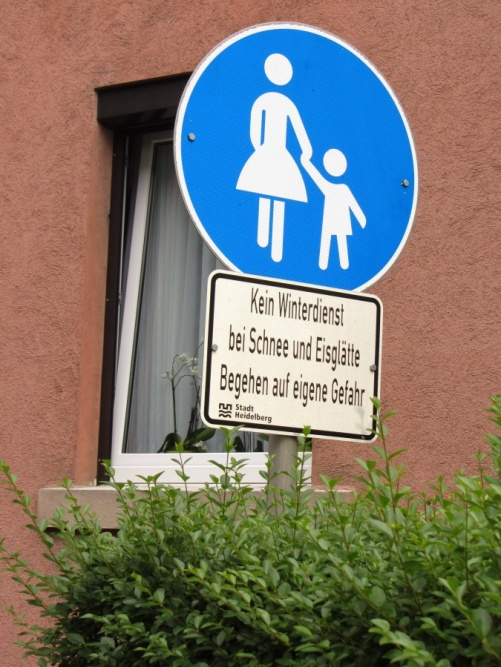 Kein Winterdienst
bei Schnee und Eisglätte
Begehen auf eigene Gefahr
Stadt
Heidelberg